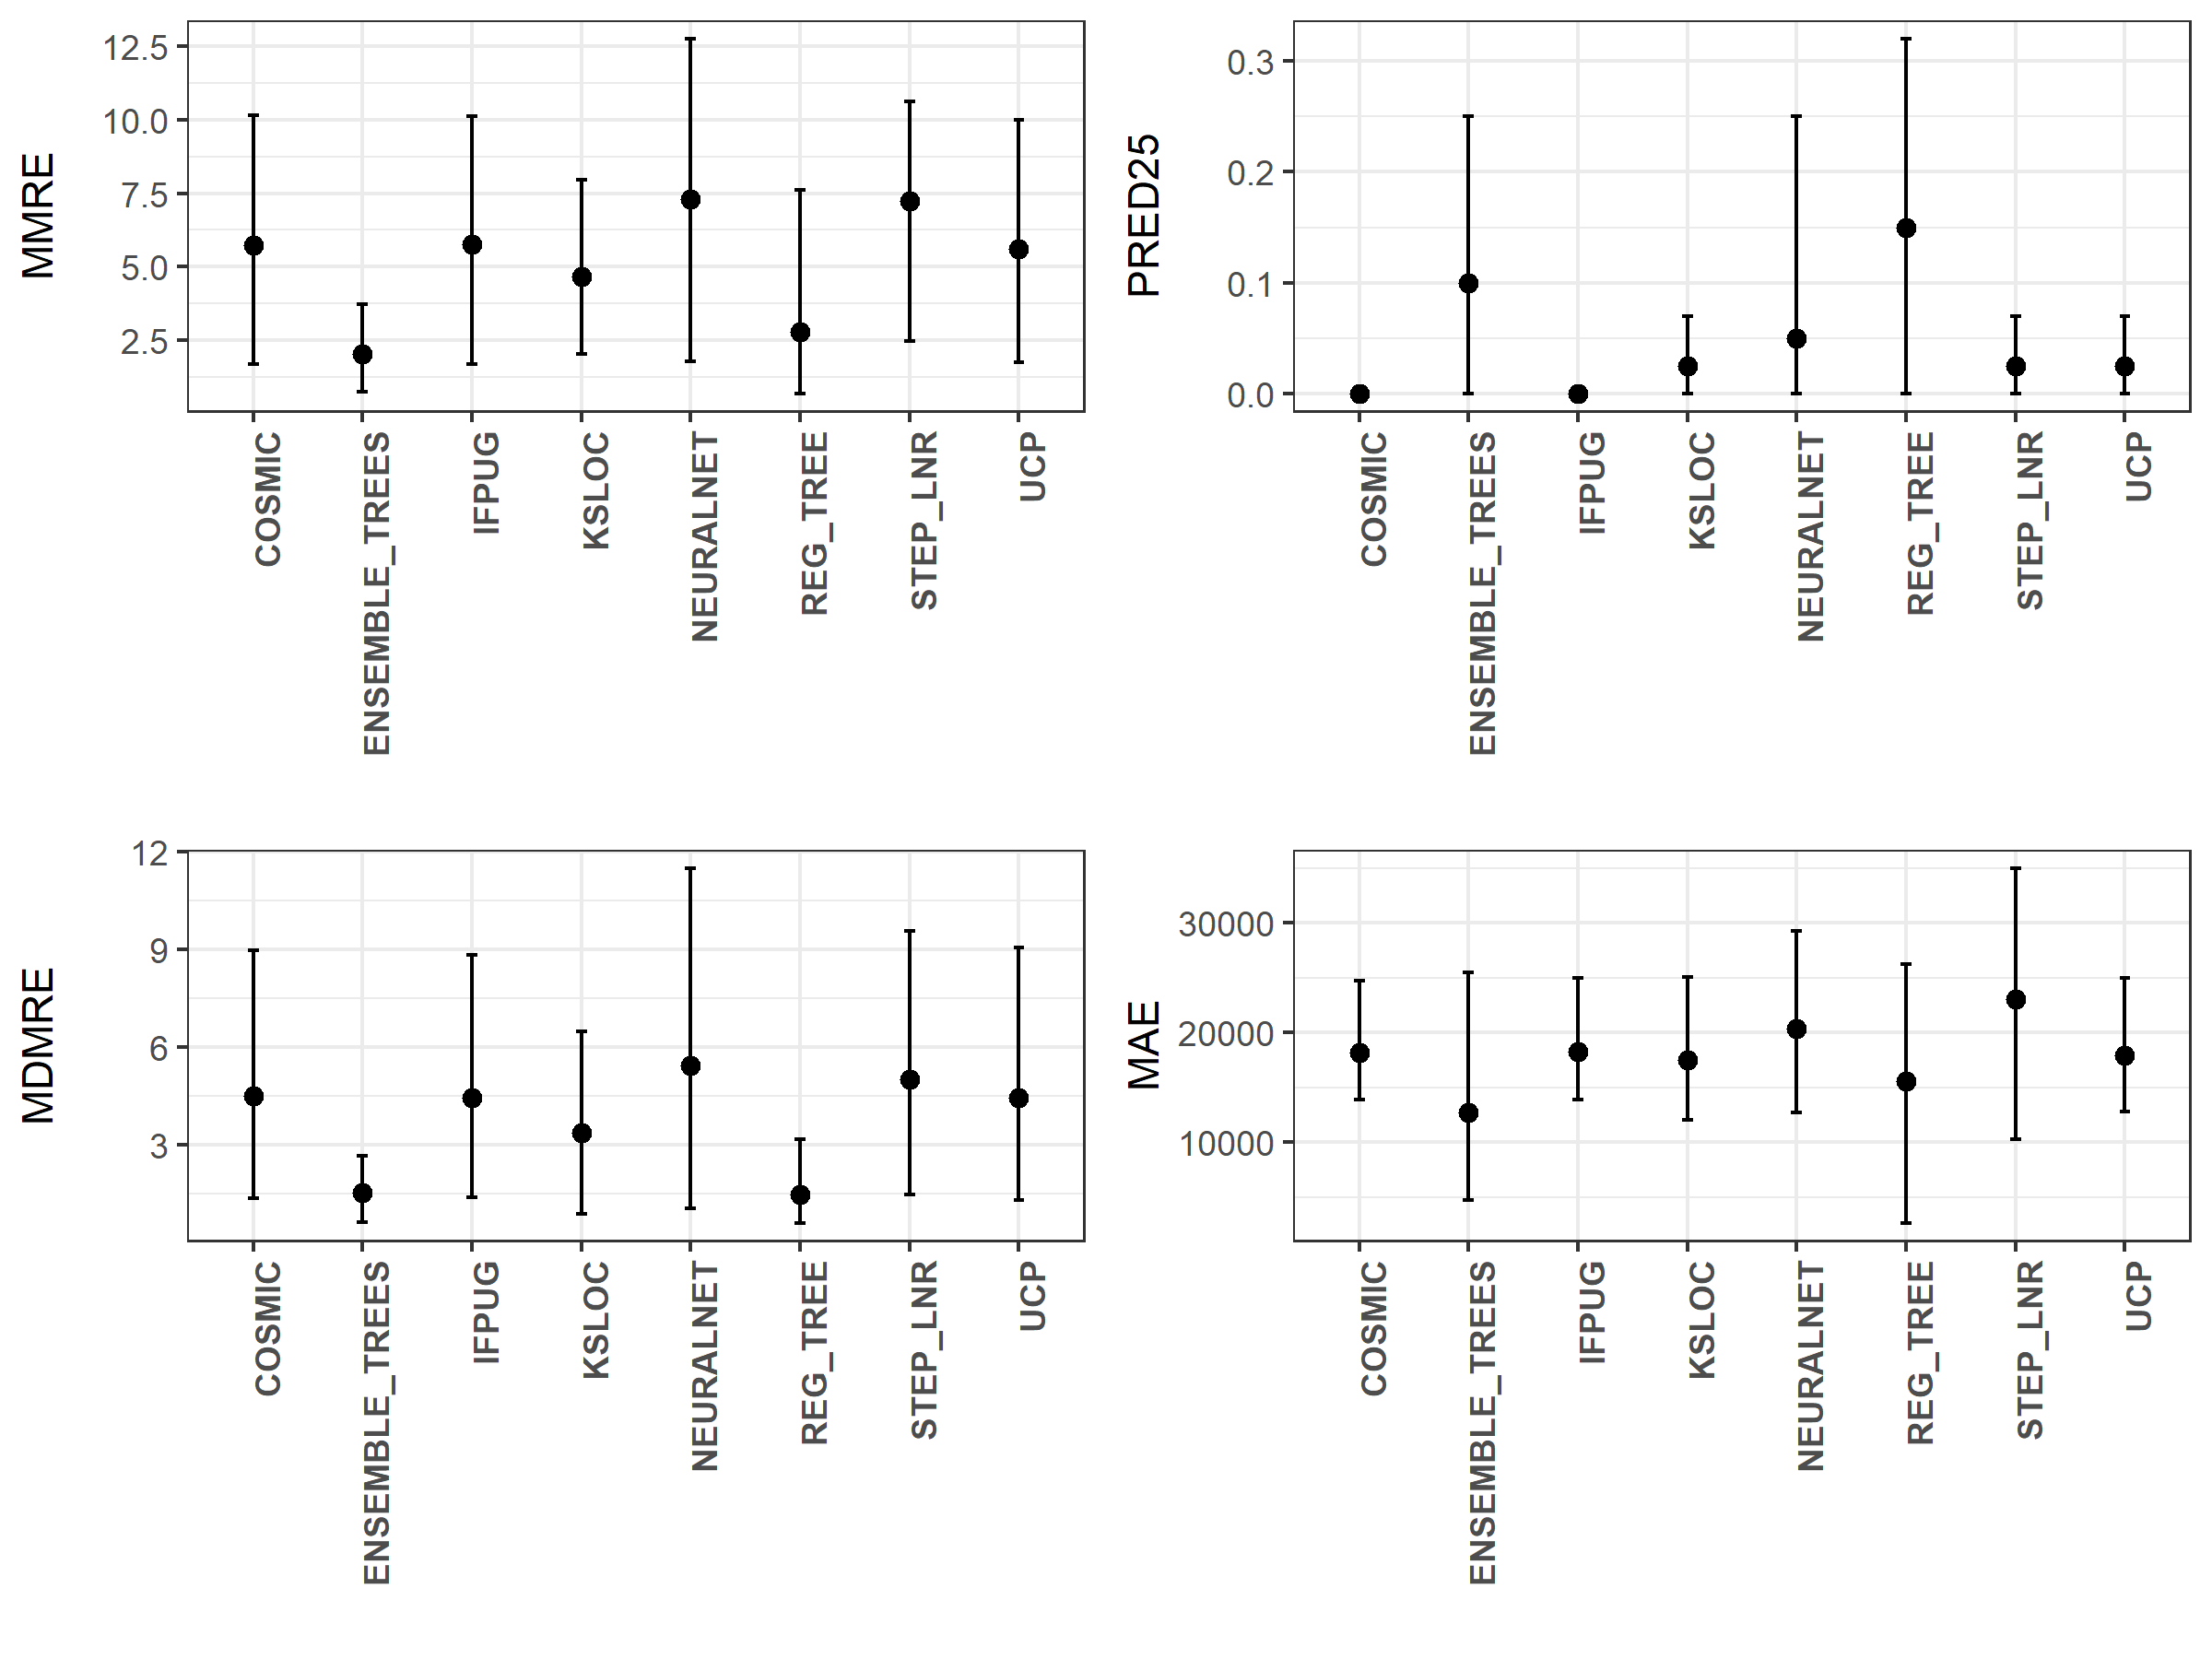 MMRE
12.5
10.0
7.5
5.0
2.5
COSMIC
ENSEMBLE_TREES
IFPUG
KSLOC
NEURALNET
REG_TREE
STEP_LNR
UCP
PRED25
0.3
0.2
0.1
0.0
COSMIC
ENSEMBLE_TREES
IFPUG
KSLOC
NEURALNET
REG_TREE
STEP_LNR
UCP
MDMRE
12
9
6
3
COSMIC
ENSEMBLE_TREES
IFPUG
KSLOC
NEURALNET
REG_TREE
STEP_LNR
UCP
MAE
30000
20000
10000
COSMIC
ENSEMBLE_TREES
IFPUG
KSLOC
NEURALNET
REG_TREE
STEP_LNR
UCP